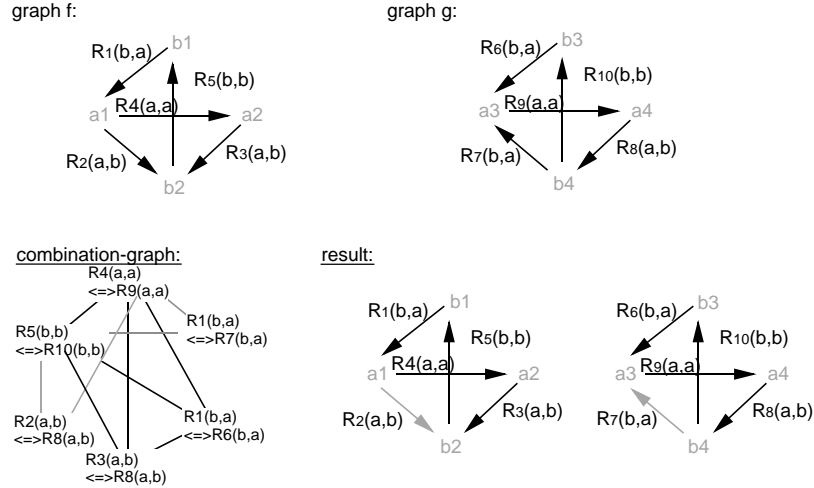 graph f:
graph g:
b1
R1(b,a)
R5(b,b)
a1
R4(a,a)
a2
R2(a,b)
R3(a,b)
b2
b3
R6(b,a)
R10(b,b)
a3
R9(a,a)
a4
R7(b,a)
R8(a,b)
b4
combination-graph:
R4(a,a)
<=>R9(a,a)
R1(b,a)
<=>R7(b,a)
R5(b,b)
<=>R10(b,b)
R2(a,b)
<=>R8(a,b)
R1(b,a)
<=>R6(b,a)
R3(a,b)
<=>R8(a,b)
result:
b1
R1(b,a)
R5(b,b)
a1
R4(a,a)
a2
R2(a,b)
R3(a,b)
b2
b3
R6(b,a)
R10(b,b)
a3
R9(a,a)
a4
R7(b,a)
R8(a,b)
b4